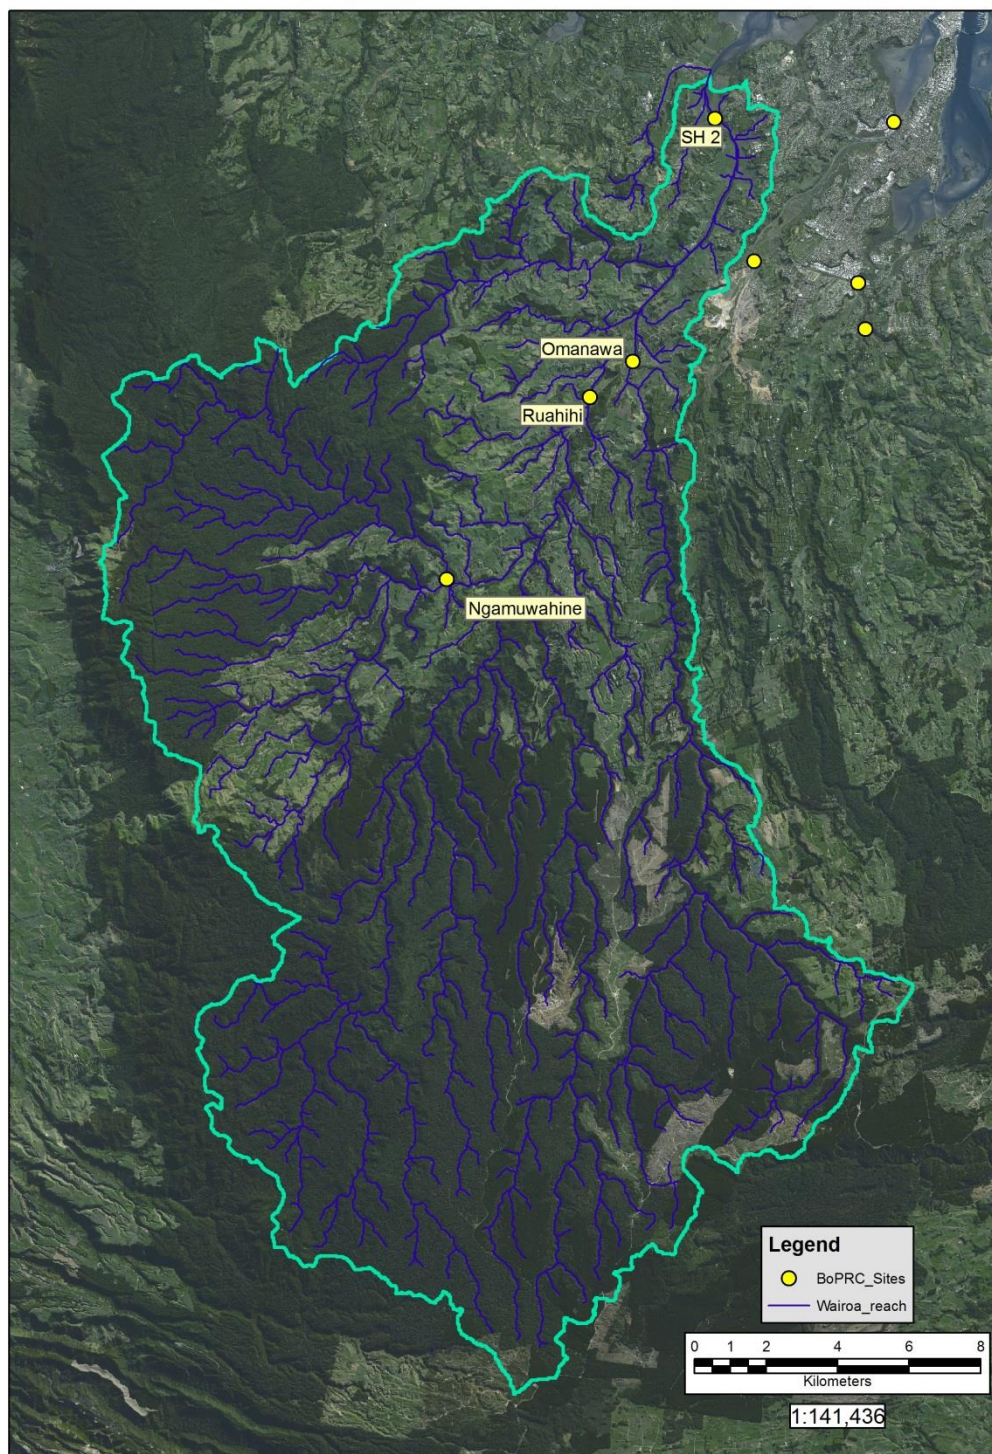 SH 2
Omanawa
Ruahihi
Ngamuwahine
Legend
BoPRC_Sites
Wairoa_reach
0 1 2 4 6 8
Kilometers
1:141,436